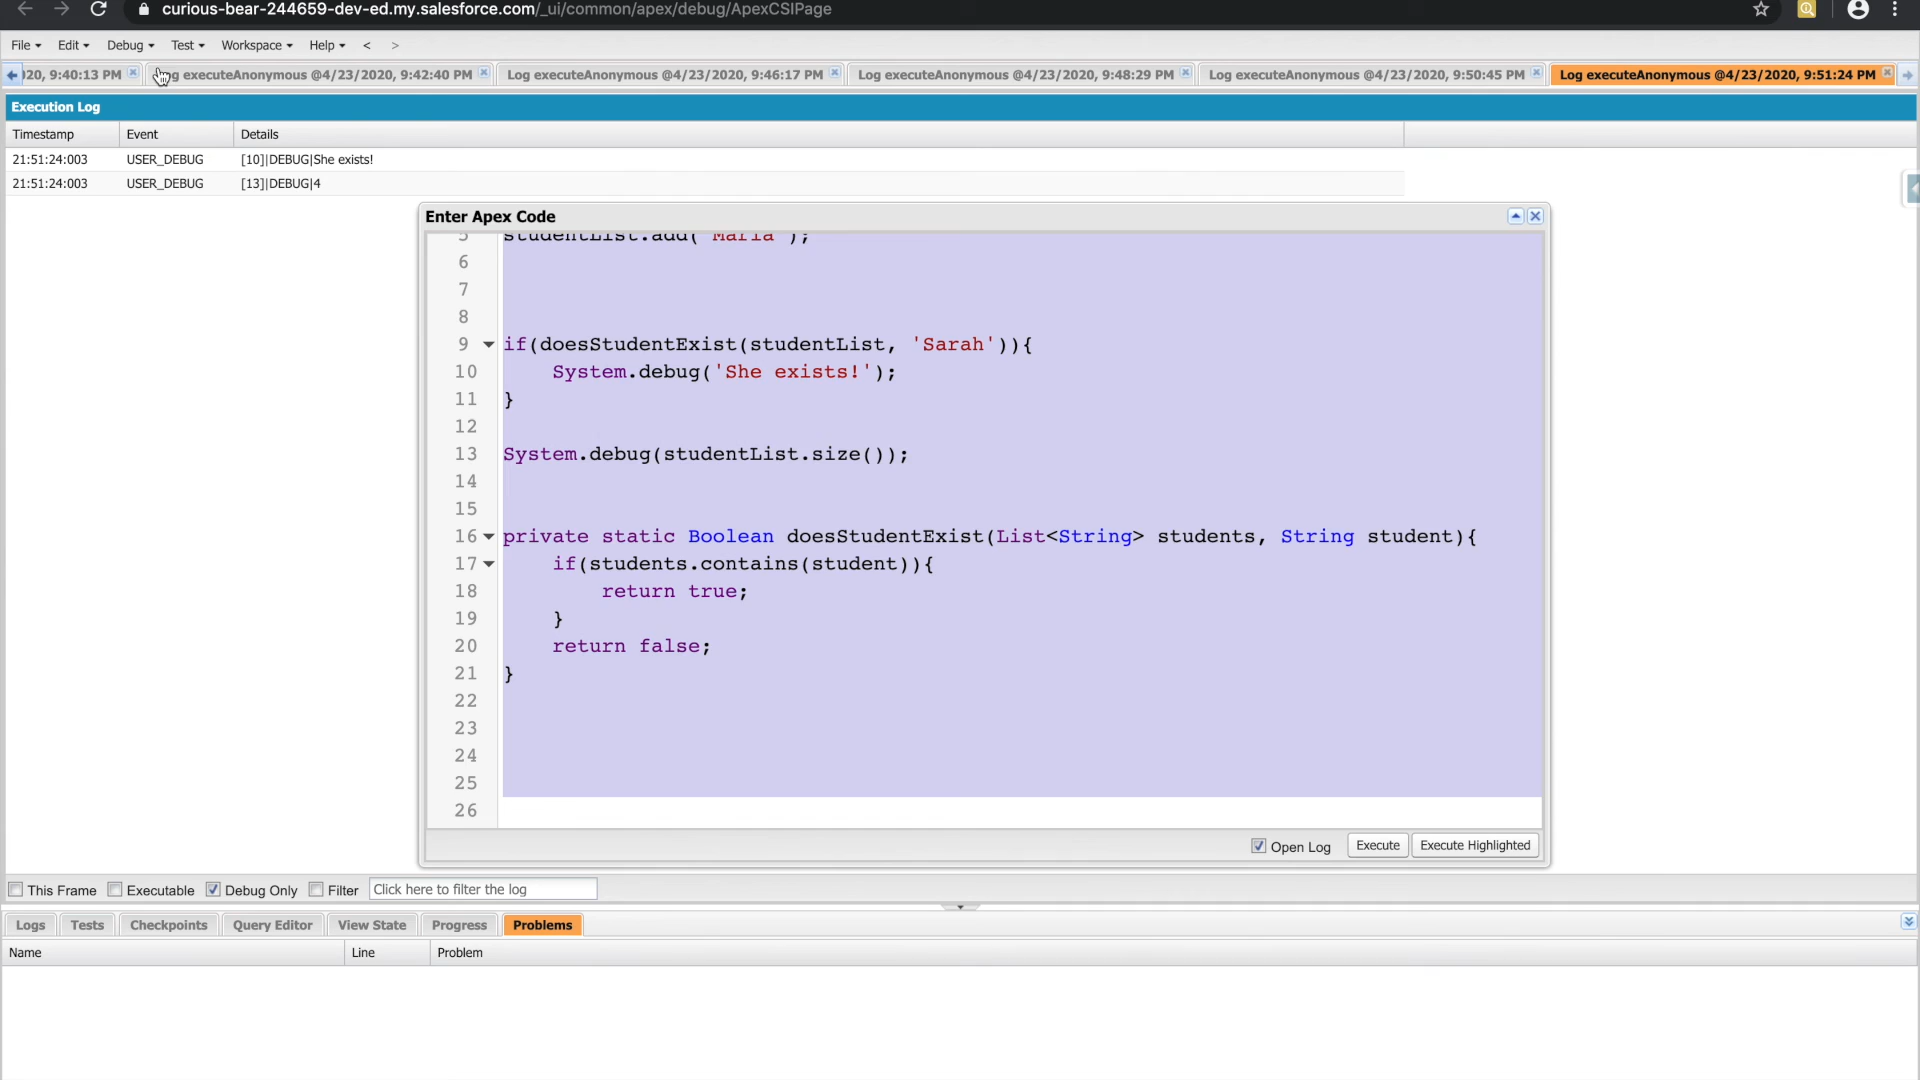 curious-bear-244659-dev-ed.my.salesforce.com/_ui/common/apex/debug/ApexCSIPage
File Edit Debug Test Workspace Help < >
020, 9:40:13 PM Log executeAnonymous @4/23/2020, 9:42:40 PM Log executeAnonymous @4/23/2020, 9:46:17 PM Log executeAnonymous @4/23/2020, 9:48:29 PM Log executeAnonymous @4/23/2020, 9:50:45 PM Log executeAnonymous @4/23/2020, 9:51:24 PM
Execution Log
Timestamp Event Details
21:51:24:003 USER_DEBUG [10]|DEBUG|She exists!
21:51:24:003 USER_DEBUG [13]|DEBUG|4
Enter Apex Code
5 studentList.add('Maria');
6
7
8
9 if(doesStudentExist(studentList, 'Sarah')){
10 System.debug('She exists!');
11 }
12
13 System.debug(studentList.size());
14
15
16 private static Boolean doesStudentExist(List<String> students, String student){
17 if(students.contains(student)){
18 return true;
19 }
20 return false;
21 }
22
23
24
25
26
Open Log Execute Execute Highlighted
This Frame Executable Debug Only Filter Click here to filter the log
Logs Tests Checkpoints Query Editor View State Progress Problems
Name Line Problem